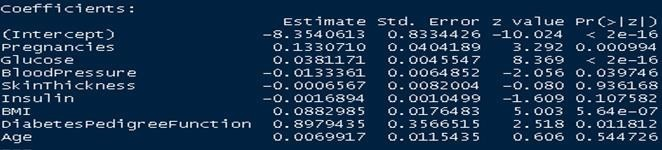 Coefficients:
Estimate Std. Error z value Pr(>|z|)
(Intercept) -8.3540613 0.8334426 -10.024 < 2e-16
Pregnancies 0.1330710 0.0404189 3.292 0.000994
Glucose 0.0381171 0.0045547 8.369 < 2e-16
BloodPressure -0.0133361 0.0064852 -2.056 0.039746
SkinThickness -0.0006567 0.0082004 -0.080 0.936168
Insulin -0.0016894 0.0010499 -1.609 0.107582
BMI 0.0882985 0.0176483 5.003 5.64e-07
DiabetesPedigreeFunction 0.8979435 0.3566515 2.518 0.011812
Age 0.0069917 0.0115435 0.606 0.544726